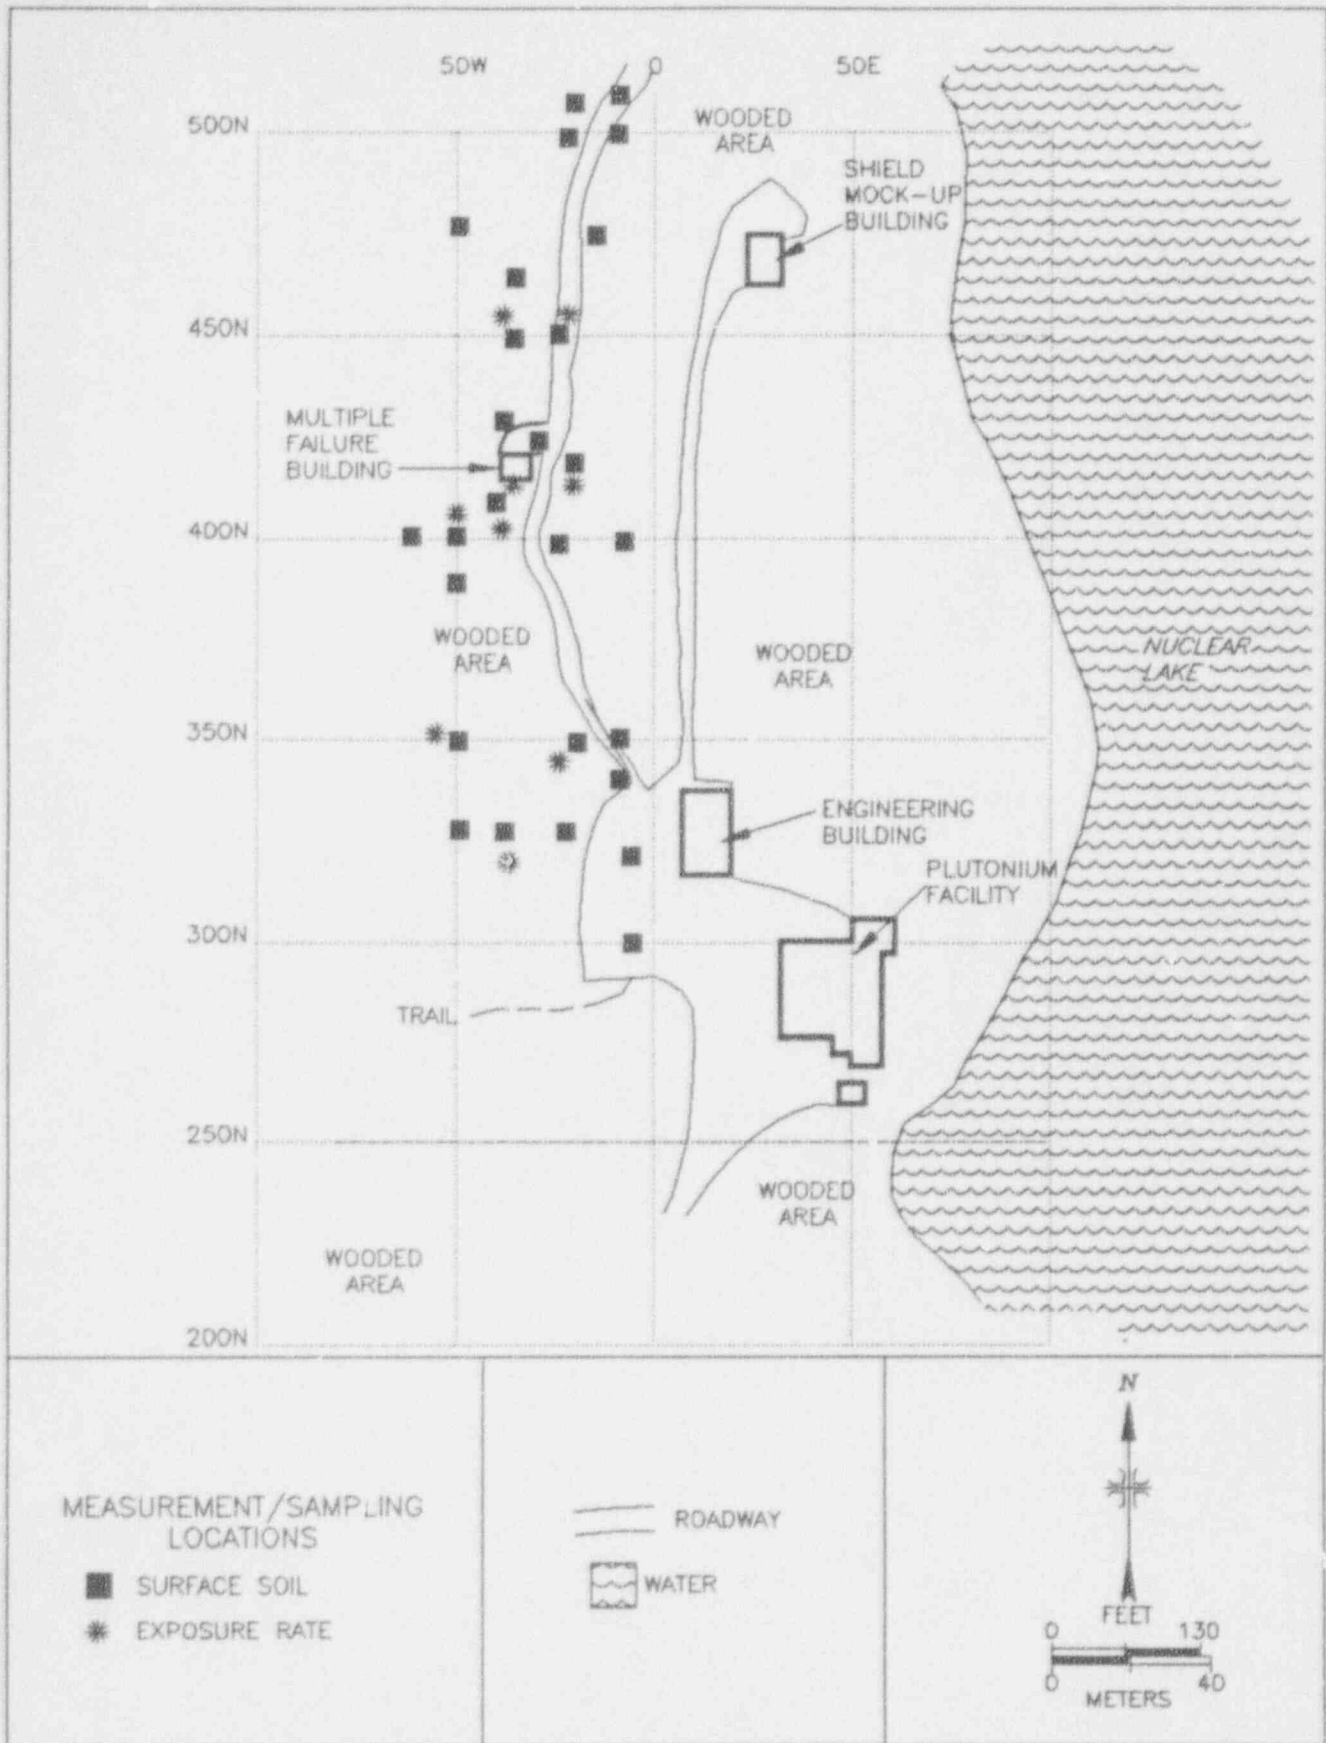 50W 0 50E
500N
WOODED
AREA
SHIELD
MOCK-UP
BUILDING
450N
MULTIPLE
FAILURE
BUILDING
400N
WOODED
AREA
WOODED
AREA
NUCLEAR
LAKE
350N
ENGINEERING
BUILDING
PLUTONIUM
FACILITY
300N
TRAIL
250N
WOODED
AREA
WOODED
AREA
200N
MEASUREMENT/SAMPLING
LOCATIONS
SURFACE SOIL
EXPOSURE RATE
ROADWAY
WATER
N
FEET
0 130
0 40
METERS